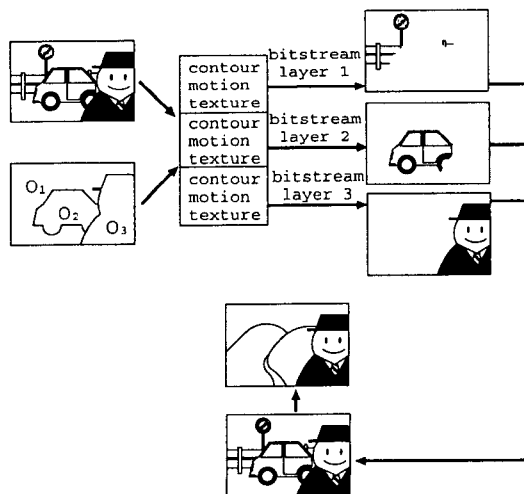 contour
motion
texture
bitstream
layer 1
contour
motion
texture
bitstream
layer 2
contour
motion
texture
bitstream
layer 3
O₁
O₂
O₃